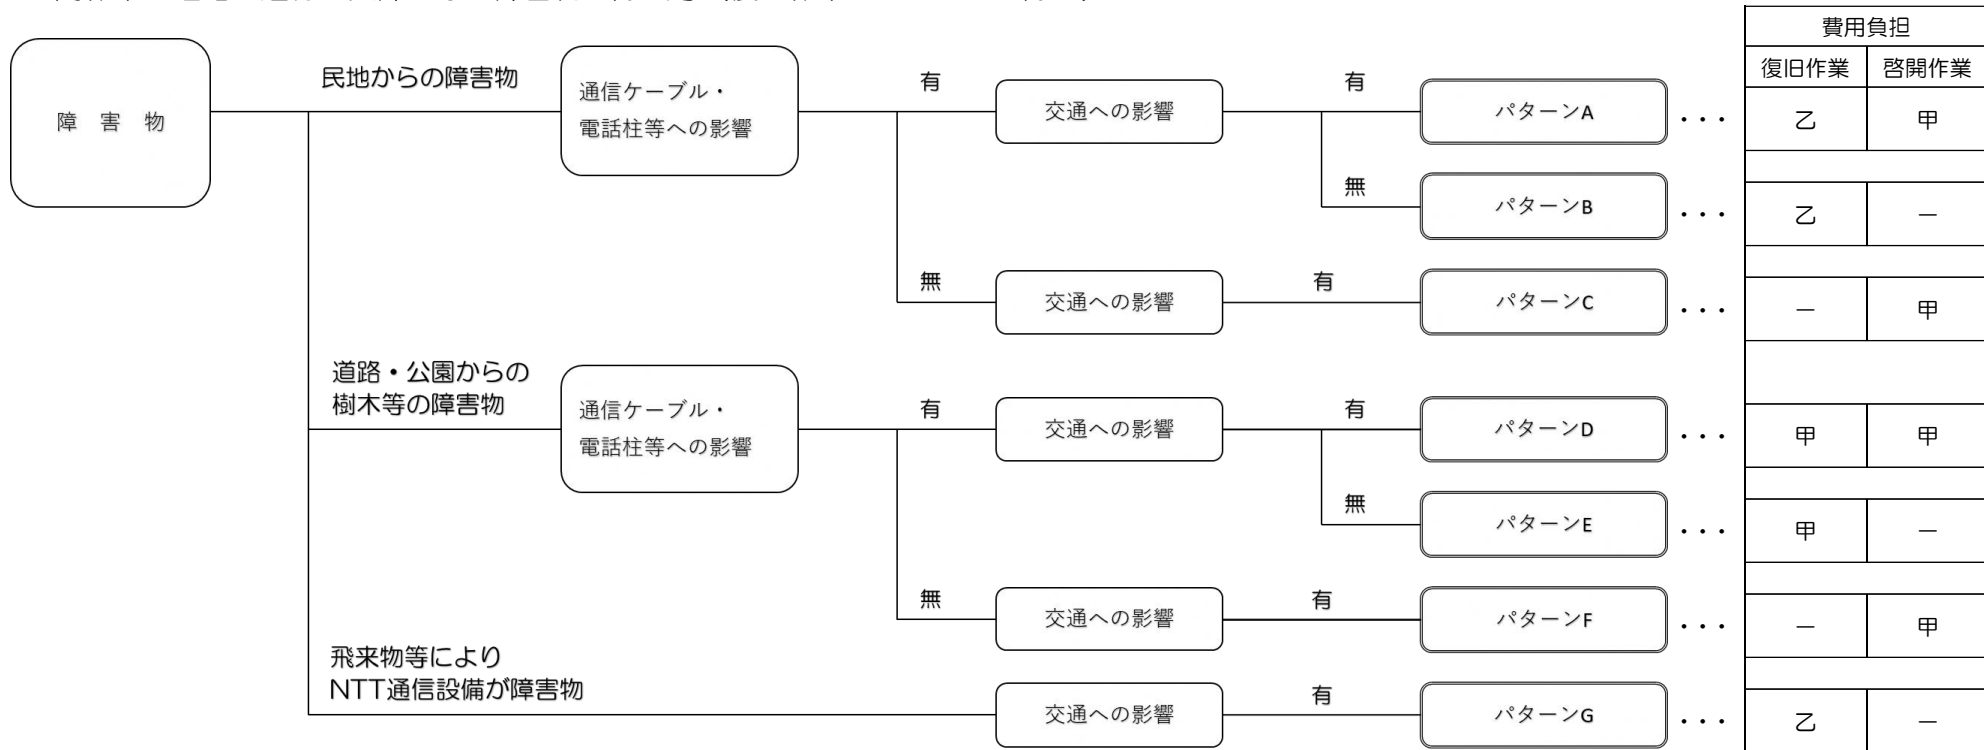 費用負担
復旧作業 啓開作業
障 害 物
民地からの障害物
通信ケーブル・
電話柱等への影響
有
交通への影響
有
パターンA
・・・
乙 甲
無
パターンB
・・・
乙 ―
無
交通への影響
有
パターンC
・・・
― 甲
道路・公園からの
樹木等の障害物
通信ケーブル・
電話柱等への影響
有
交通への影響
有
パターンD
・・・
甲 甲
無
パターンE
・・・
甲 ―
無
交通への影響
有
パターンF
・・・
― 甲
飛来物等により
NTT通信設備が障害物
交通への影響
有
パターンG
・・・
乙 ―